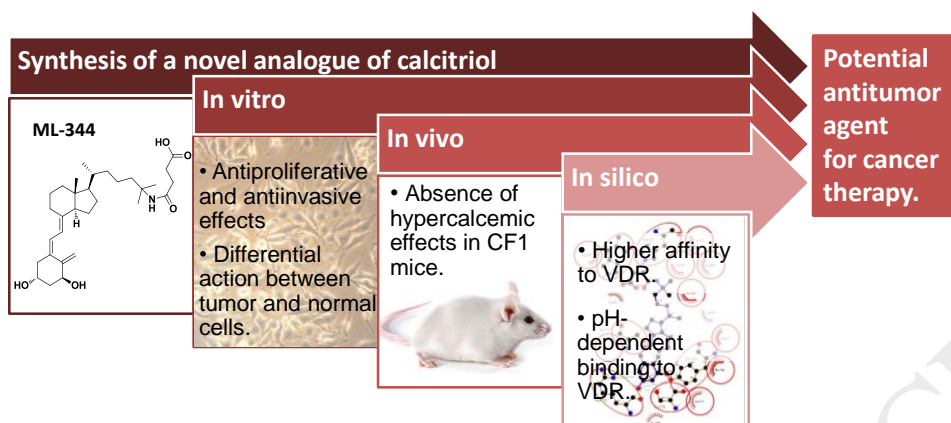 Synthesis of a novel analogue of calcitriol
Potential
antitumor
agent
for cancer
therapy.
ML-344
HO
O
N
H
O
H
HO
OH
In vitro
• Antiproliferative
and antiinvasive
effects
• Differential
action between
tumor and normal
cells.
In vivo
• Absence of
hypercalcemic
effects in CF1
mice.
In silico
• Higher affinity
to VDR.
• pH-
dependent
binding to
VDR.